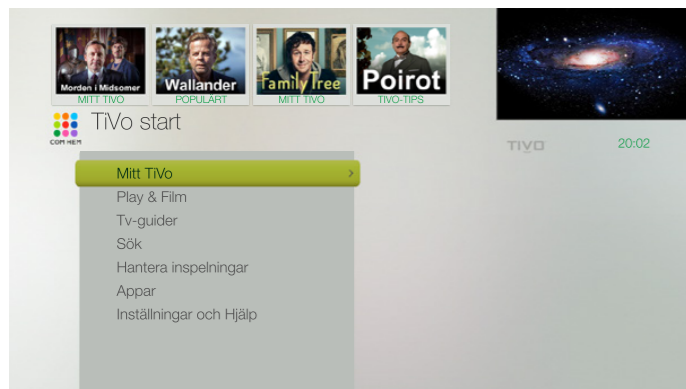 Morden i Midsomer
Wallander
Family Tree
Poirot
MITT TIVO
POPULÄRT
MITT TIVO
TIVO-TIPS
COM HEM
TiVo start
TIVO
20:02
Mitt TiVo
Play & Film
Tv-guider
Sök
Hantera inspelningar
Appar
Inställningar och Hjälp